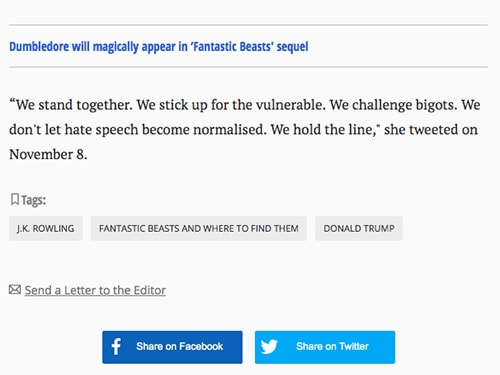 Dumbledore will magically appear in ‘Fantastic Beasts' sequel
“We stand together. We stick up for the vulnerable. We challenge bigots. We
don't let hate speech become normalised. We hold the line," she tweeted on
November 8.
Tags:
J.K. ROWLING FANTASTIC BEASTS AND WHERE TO FIND THEM DONALD TRUMP
Send a Letter to the Editor
Share on Facebook Share on Twitter